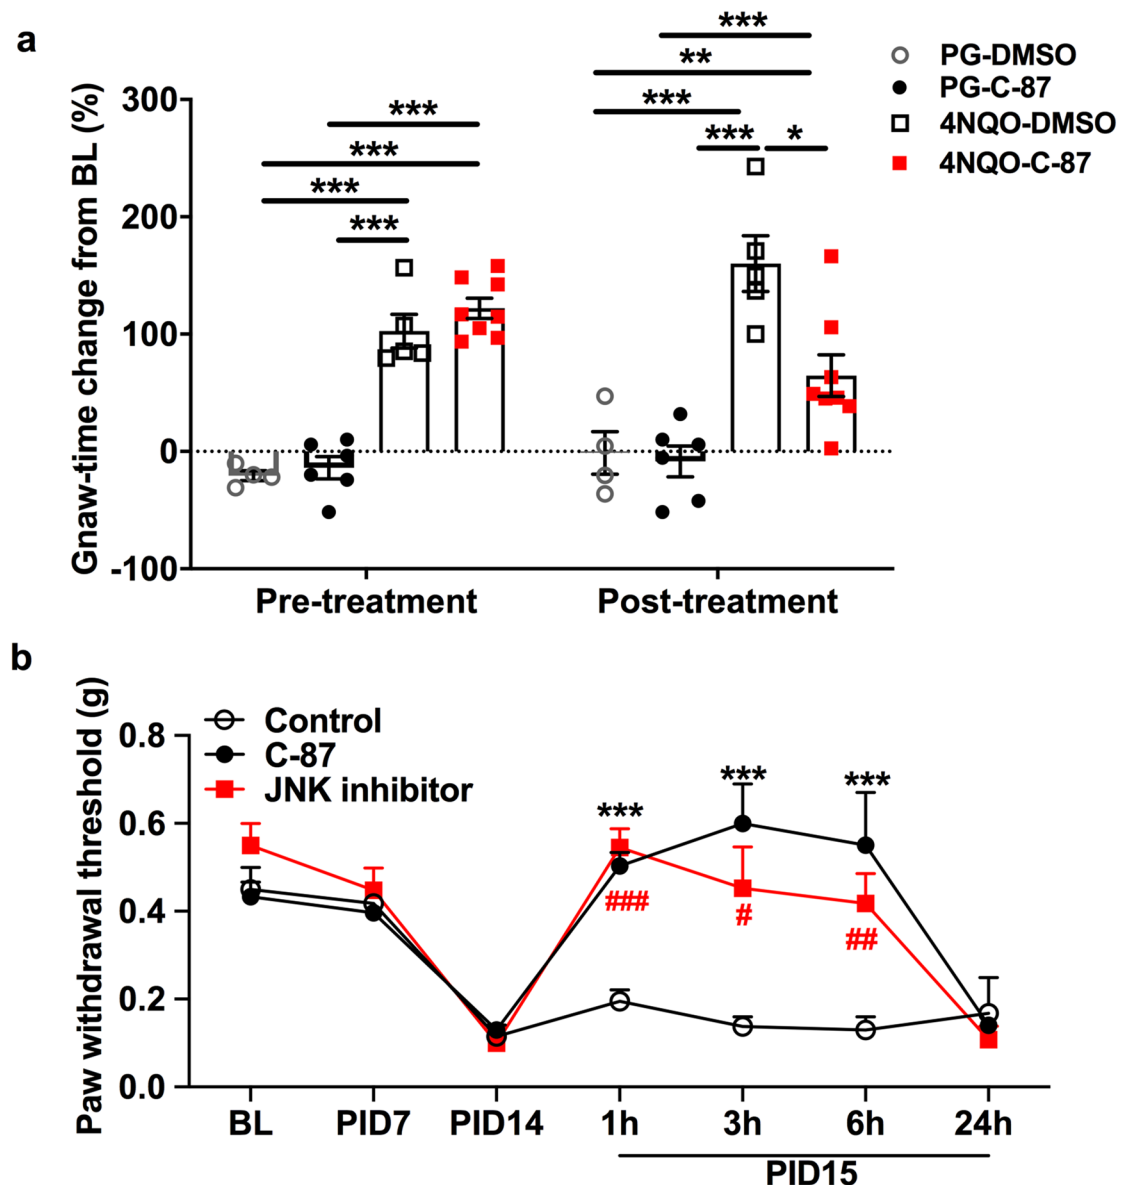 a
Gnaw-time change from BL (%)
300
200
100
0
-100
***
***
***
***
***
**
***
*** *
PG-DMSO
PG-C-87
4NQO-DMSO
4NQO-C-87
Pre-treatment Post-treatment
b
Paw withdrawal threshold (g)
0.8
0.6
0.4
0.2
0.0
Control
C-87
JNK inhibitor
*** *** ***
### # ##
BL PID7 PID14 1h 3h 6h 24h
PID15